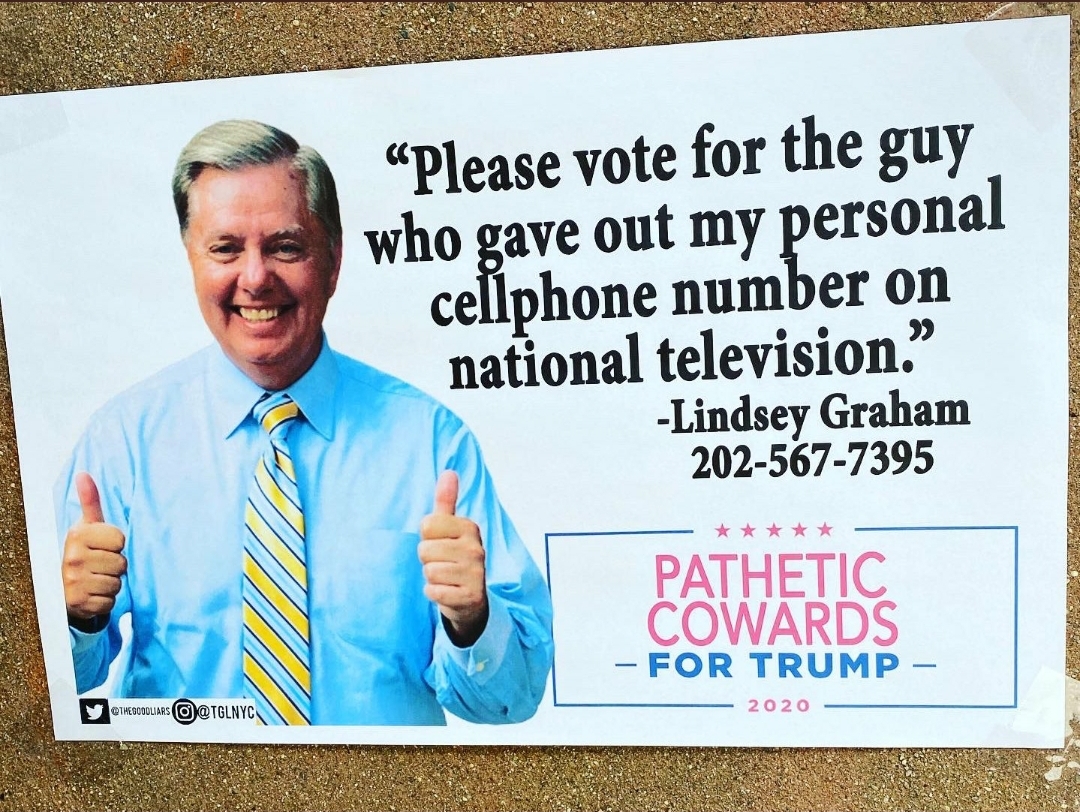 “Please vote for the guy
who gave out my personal
cellphone number on
national television.”
-Lindsey Graham
202-567-7395
PATHETIC
COWARDS
FOR TRUMP
2020
@THEGOODLIARS @TGLNYC